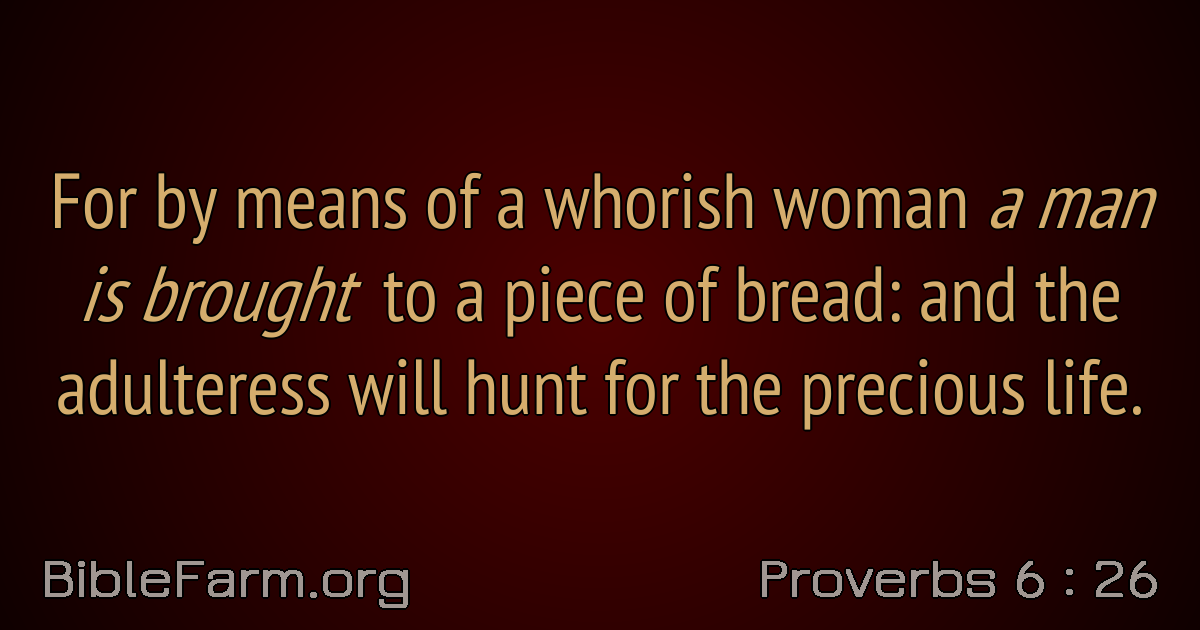 For by means of a whorish woman a man
is brought to a piece of bread: and the
adulteress will hunt for the precious life.
BibleFarm.org
Proverbs 6 : 26